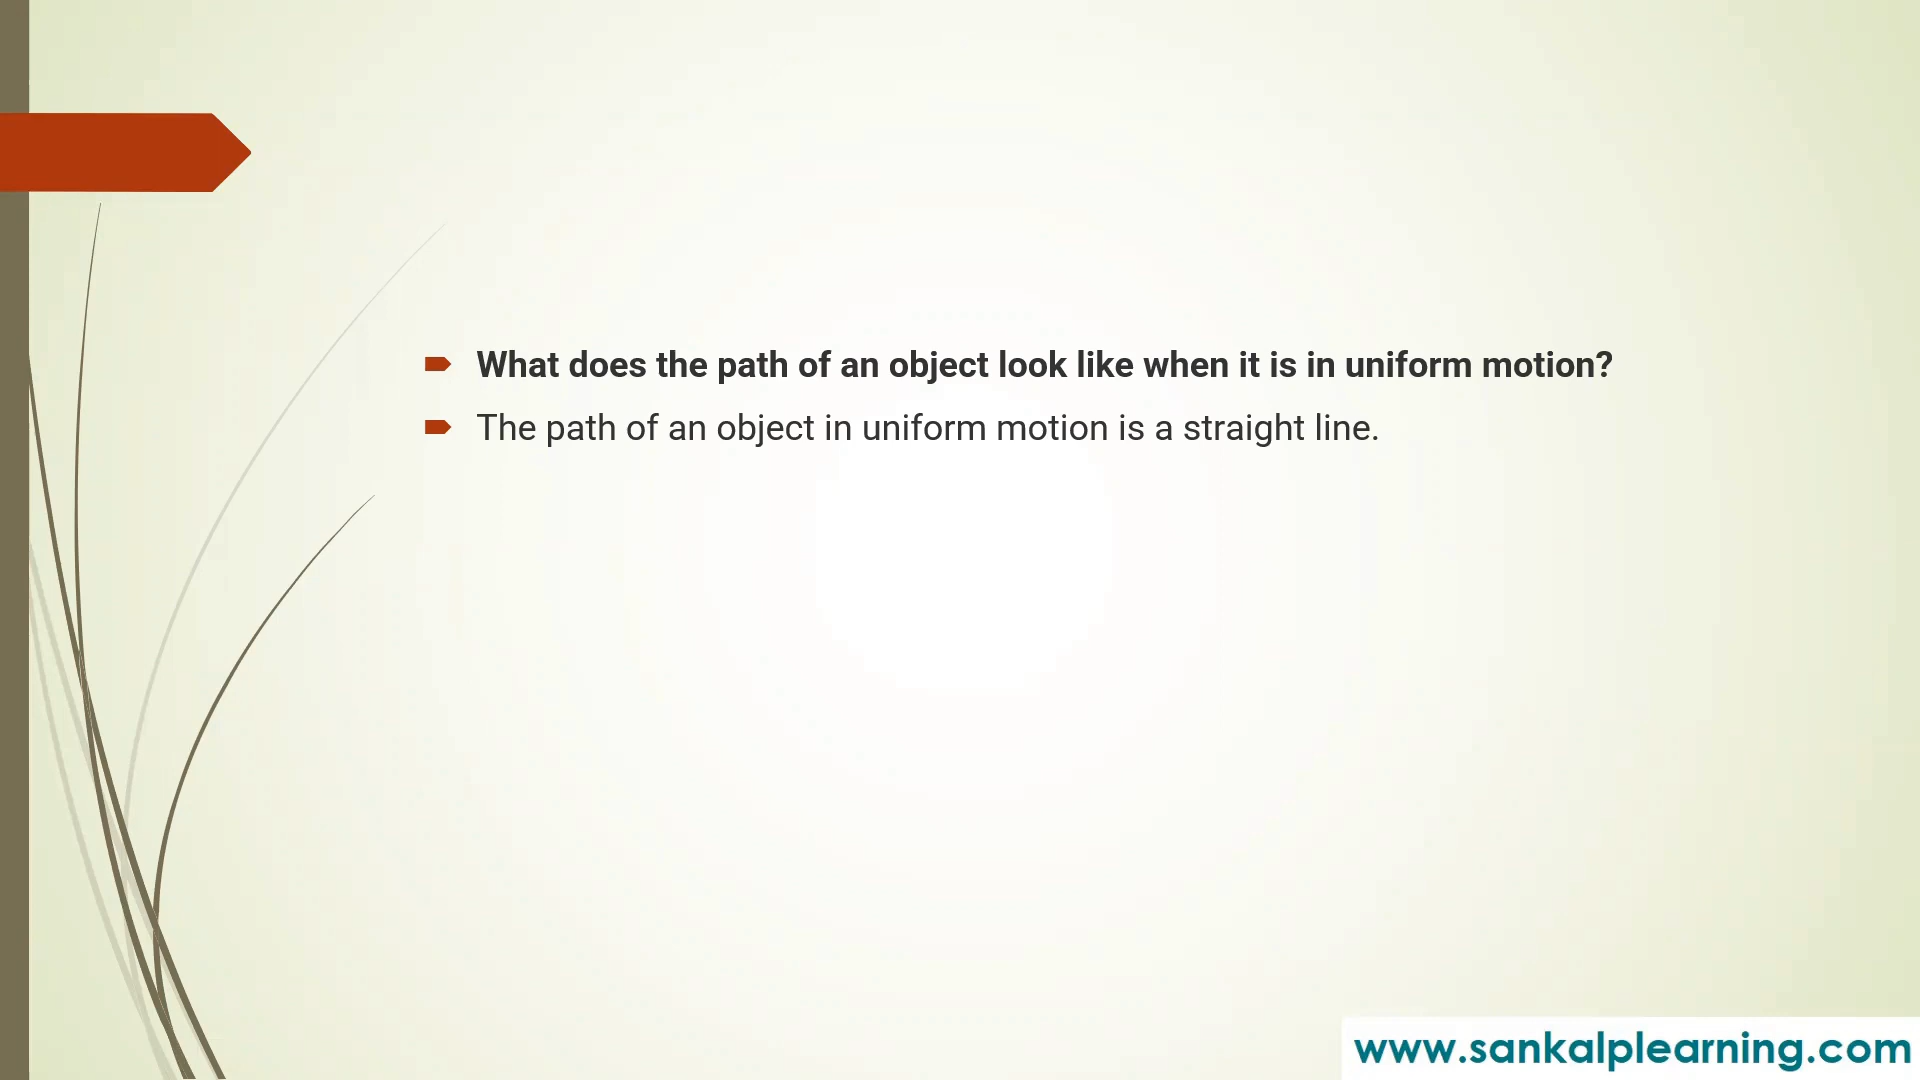 What does the path of an object look like when it is in uniform motion?
The path of an object in uniform motion is a straight line.
www.sankalplearning.com